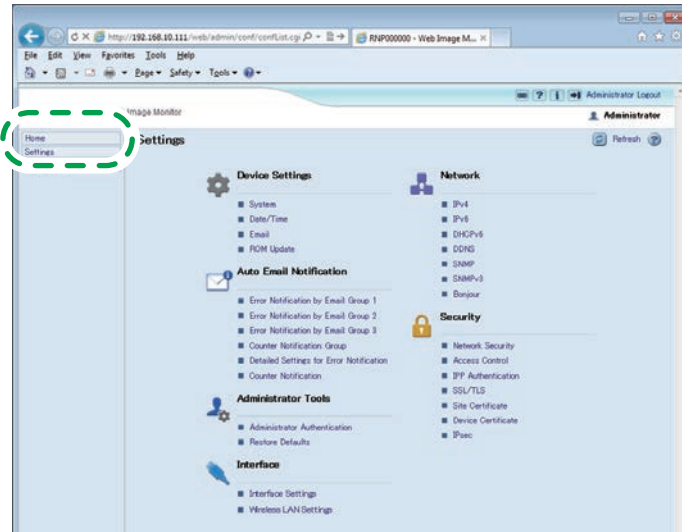 http://192.168.10.111/web/admin/conf/confList.cgi
RNP000000 - Web Image M...
File Edit View Favorites Tools Help
Page Safety Tools
Administrator Logout
Image Monitor
Administrator
Home
Settings
Settings
Refresh
Device Settings
System
Date/Time
Email
ROM Update
Auto Email Notification
Error Notification by Email: Group 1
Error Notification by Email: Group 2
Error Notification by Email: Group 3
Counter Notification: Group
Detailed Settings for Error Notification
Counter Notification
Administrator Tools
Administrator Authentication
Restore Defaults
Interface
Interface Settings
Wireless LAN Settings
Network
IPv4
IPv6
DHCPv6
DDNS
SNMP
SNMPv3
Bonjour
Security
Network Security
Access Control
IPP Authentication
SSL/TLS
Site Certificate
Device Certificate
IPsec